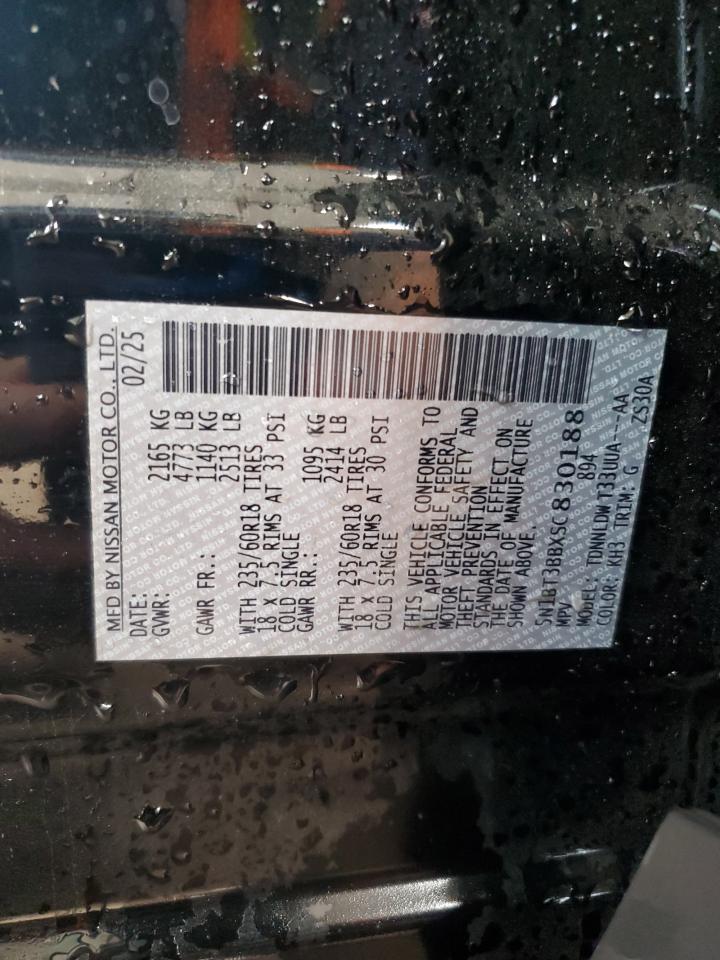 MFD BY NISSAN MOTOR CO., LTD.
DATE: 02/25
GVWR: 2165 KG
4773 LB
GAWR FR.: 1140 KG
2513 LB
WITH 235/60R18 TIRES
18 X 7.5 RIMS AT 33 PSI
COLD SINGLE
GAWR RR.: 1095 KG
2414 LB
WITH 235/60R18 TIRES
18 X 7.5 RIMS AT 30 PSI
COLD SINGLE
THIS VEHICLE CONFORMS TO
ALL APPLICABLE FEDERAL
MOTOR VEHICLE SAFETY AND
THEFT PREVENTION
STANDARDS IN EFFECT ON
THE DATE OF MANUFACTURE
SHOWN ABOVE.
5N1BT3BBXSC830188
MPV 894
MODEL: TDNNLDWT33UUA---AA
COLOR: KH3 TRIM: G ZS30A